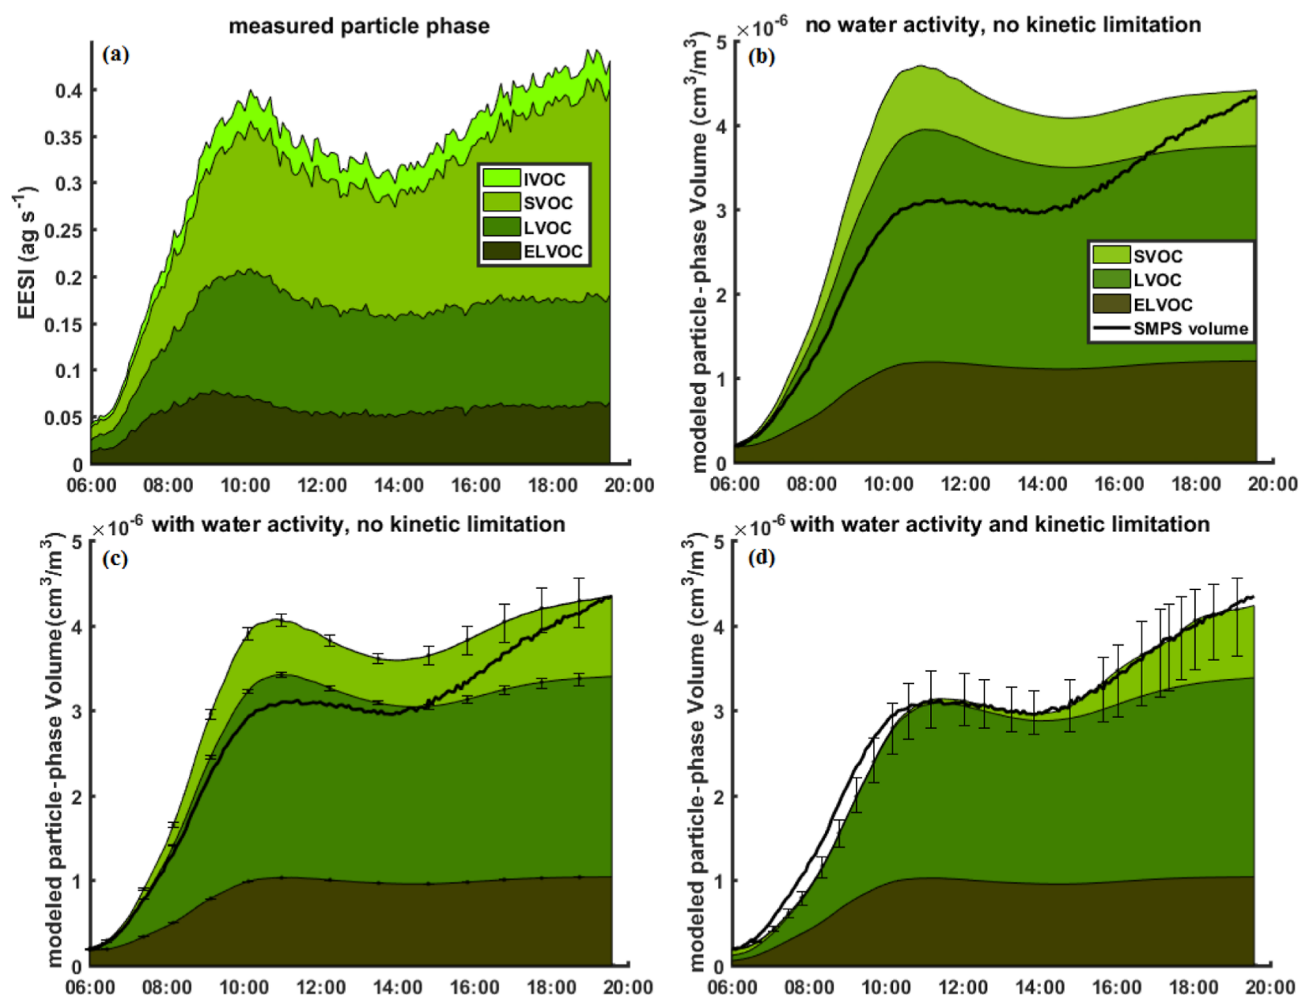 measured particle phase
(a)
EESI (ag s-1)
0.4
0.35
0.3
0.25
0.2
0.15
0.1
0.05
0
IVOC
SVOC
LVOC
ELVOC
06:00 08:00 10:00 12:00 14:00 16:00 18:00 20:00
×10-6 no water activity, no kinetic limitation
(b)
modeled particle-phase Volume (cm3/m3)
5
4
3
2
1
0
SVOC
LVOC
ELVOC
SMPS volume
06:00 08:00 10:00 12:00 14:00 16:00 18:00 20:00
×10-6 with water activity, no kinetic limitation
(c)
modeled particle-phase Volume(cm3/m3)
5
4
3
2
1
0
06:00 08:00 10:00 12:00 14:00 16:00 18:00 20:00
×10-6 with water activity and kinetic limitation
(d)
modeled particle-phase Volume (cm3/m3)
5
4
3
2
1
0
06:00 08:00 10:00 12:00 14:00 16:00 18:00 20:00